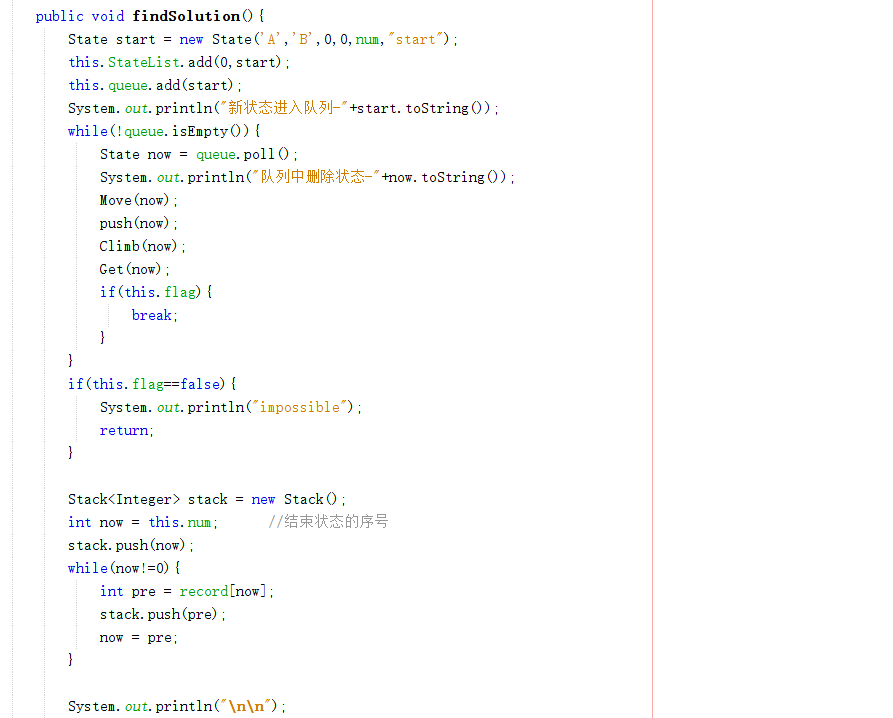 public void findSolution(){
State start = new State('A','B',0,0,num,"start");
this.StateList.add(0,start);
this.queue.add(start);
System.out.println("新状态进入队列-"+start.toString());
while(!queue.isEmpty()){
State now = queue.poll();
System.out.println("队列中删除状态-"+now.toString());
Move(now);
push(now);
Climb(now);
Get(now);
if(this.flag){
break;
}
}
if(this.flag==false){
System.out.println("impossible");
return;
}
Stack<Integer> stack = new Stack();
int now = this.num; //结束状态的序号
stack.push(now);
while(now!=0){
int pre = record[now];
stack.push(pre);
now = pre;
}
System.out.println("\n\n");